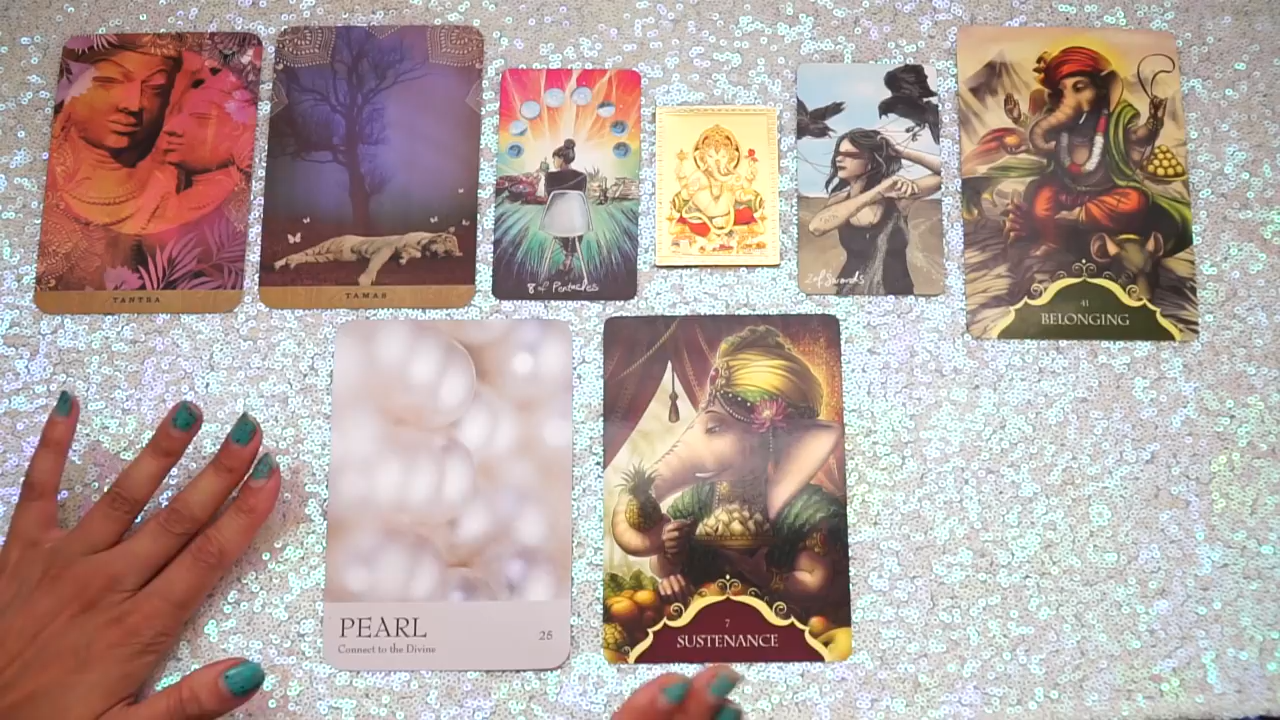 TANTRA
TAMAS
8 of Pentacles
2 of Swords
41
BELONGING
PEARL
Connect to the Divine
25
7
SUSTENANCE